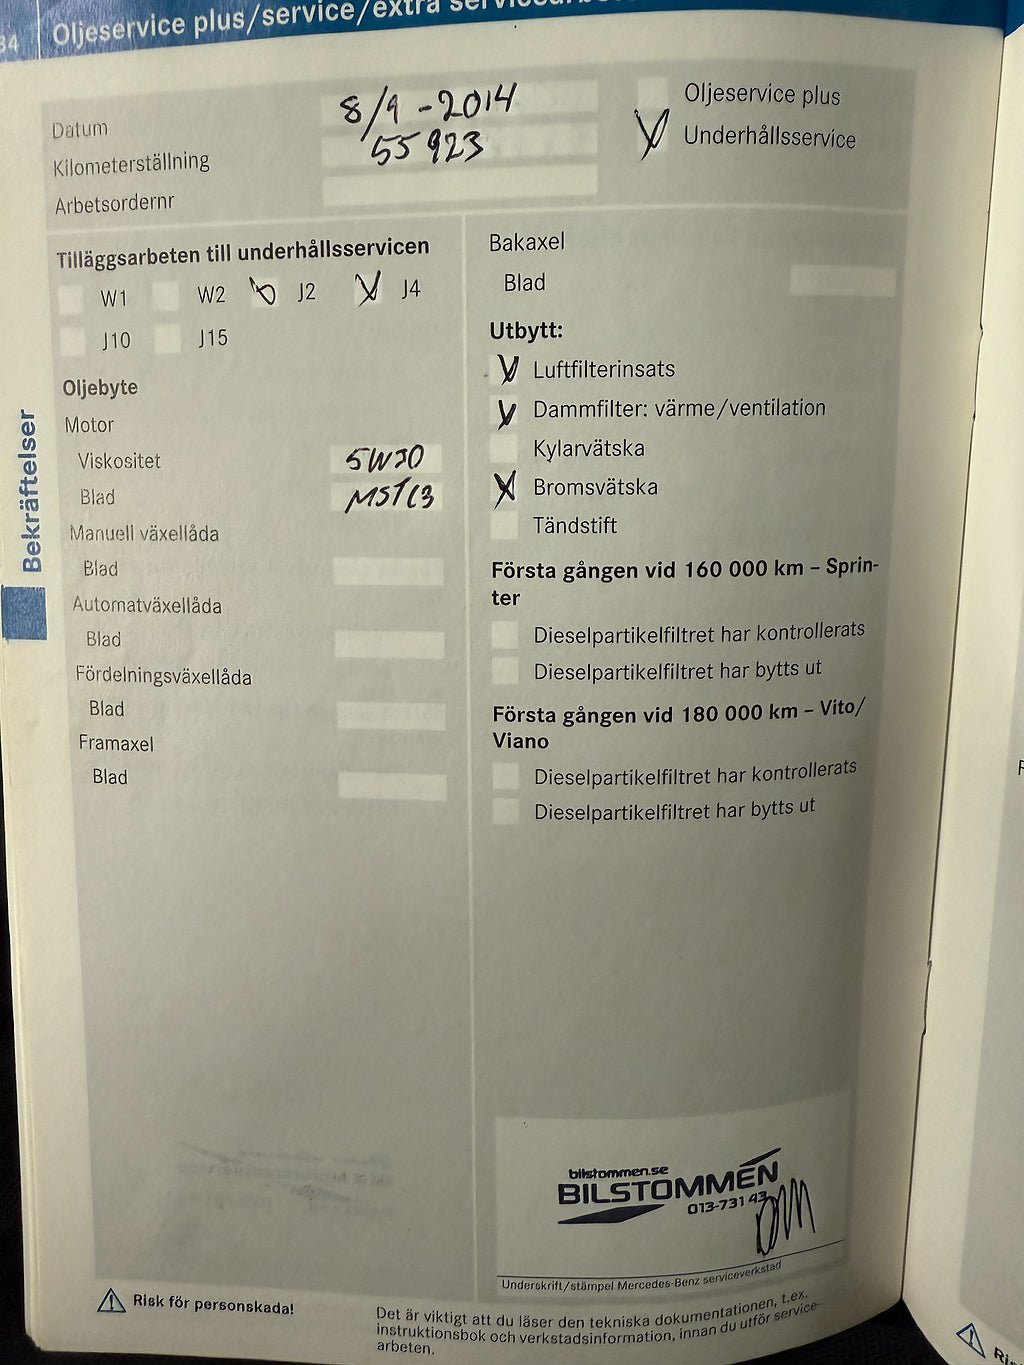 34 Oljeservice plus/service/extra
Datum 8/9-2014
Kilometerställning 55923
Arbetsordernr
Oljeservice plus
Underhållsservice
Tilläggsarbeten till underhållsservicen
W1 W2 J2 J4
J10 J15
Oljebyte
Motor
Viskositet 5W30
Blad
Manuell växellåda
Blad
Automatväxellåda
Blad
Fördelningsväxellåda
Blad
Framaxel
Blad
Bakaxel
Blad
Utbytt:
Luftfilterinsats
Dammfilter: värme/ventilation
Kylarvätska
Bromsvätska
Tändstift
Första gången vid 160 000 km – Sprin-
ter
Dieselpartikelfiltret har kontrollerats
Dieselpartikelfiltret har bytts ut
Första gången vid 180 000 km – Vito/
Viano
Dieselpartikelfiltret har kontrollerats
Dieselpartikelfiltret har bytts ut
bilstommen.se
BILSTOMMEN
013-731 43
Underskrift/stämpel Mercedes-Benz serviceverkstad
Risk för personskada!
Det är viktigt att du läser den tekniska dokumentationen, t.ex.
instruktionsbok och verkstadsinformation, innan du utför service-
arbeten.
Bekräftelser